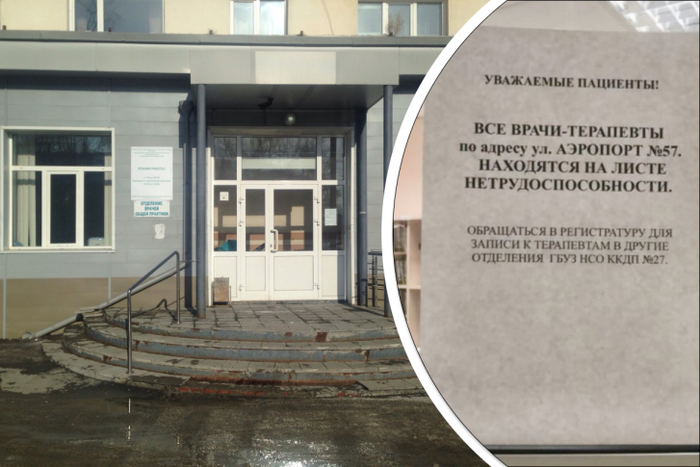 ОТДЕЛЕНИЕ
ВРАЧЕЙ
ОБЩЕЙ ПРАКТИКИ
УВАЖАЕМЫЕ ПАЦИЕНТЫ!
ВСЕ ВРАЧИ-ТЕРАПЕВТЫ
по адресу ул. АЭРОПОРТ №57.
НАХОДЯТСЯ НА ЛИСТЕ
НЕТРУДОСПОСОБНОСТИ.
ОБРАЩАТЬСЯ В РЕГИСТРАТУРУ ДЛЯ
ЗАПИСИ К ТЕРАПЕВТАМ В ДРУГИЕ
ОТДЕЛЕНИЯ ГБУЗ НСО ККДП №27.